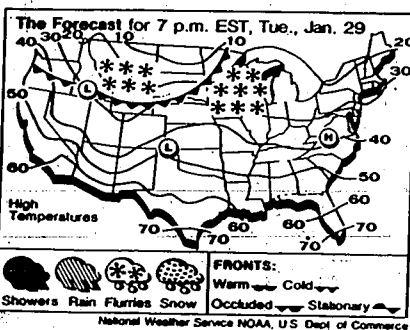 The Forecast for 7 p.m. EST, Tue., Jan. 29
40 30 20 10 10 20
30
50
40
60
50
High
Temperatures
60
70 70 60 60 70 70
FRONTS:
Warm Cold
Showers Rain Flurries Snow
Occluded Stationary
National Weather Service NOAA, U.S. Dept. of Commerce
L
L
H